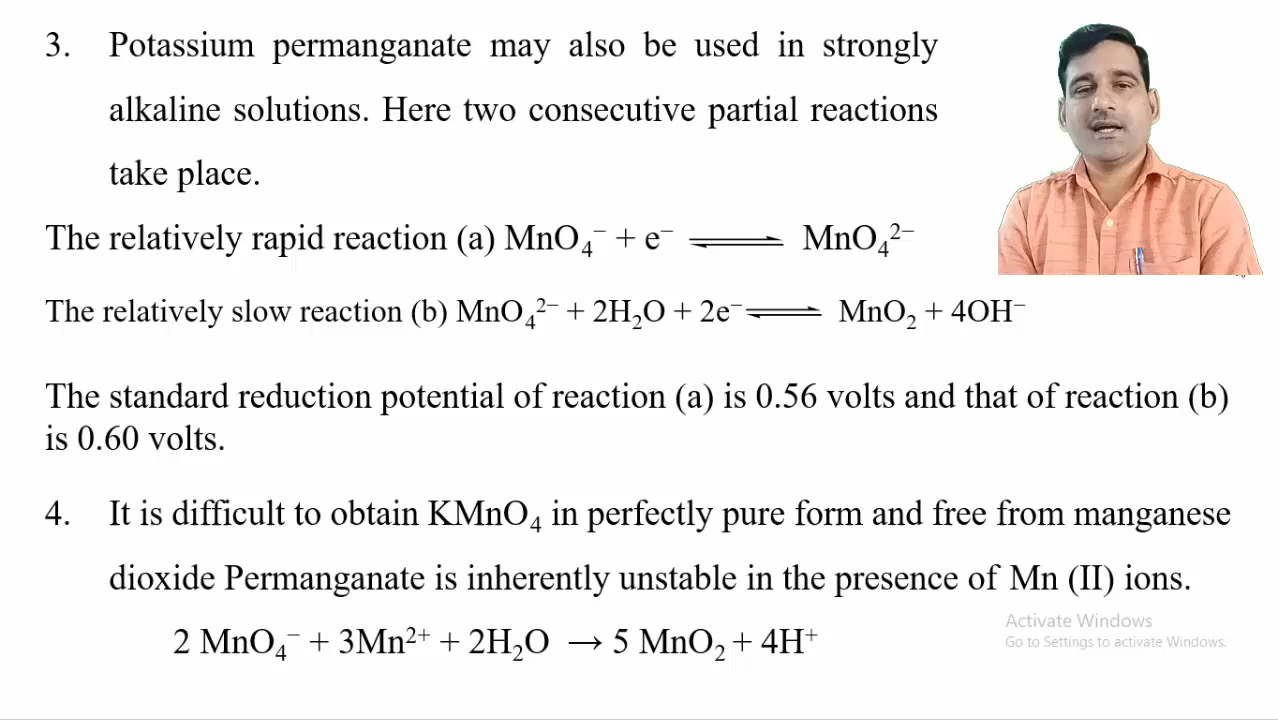 3. Potassium permanganate may also be used in strongly
alkaline solutions. Here two consecutive partial reactions
take place.
The relatively rapid reaction (a) MnO₄⁻ + e⁻ ⇌ MnO₄²⁻
The relatively slow reaction (b) MnO₄²⁻ + 2H₂O + 2e⁻ ⇌ MnO₂ + 4OH⁻
The standard reduction potential of reaction (a) is 0.56 volts and that of reaction (b)
is 0.60 volts.
4. It is difficult to obtain KMnO₄ in perfectly pure form and free from manganese
dioxide Permanganate is inherently unstable in the presence of Mn (II) ions.
2 MnO₄⁻ + 3Mn²⁺ + 2H₂O → 5 MnO₂ + 4H⁺
Activate Windows
Go to Settings to activate Windows.